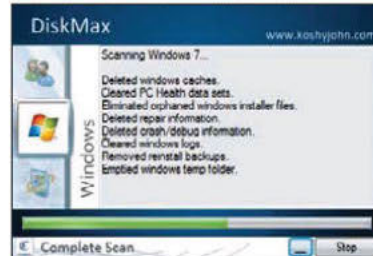 DiskMax
www.koshyjohn.com
Scanning Windows 7...
Deleted windows caches.
Cleared PC Health data sets.
Eliminated orphaned windows installer files.
Deleted repair information.
Deleted crash/debug information.
Cleared windows logs.
Removed reinstall backups.
Emptied windows temp folder.
Windows
Complete Scan
Stop